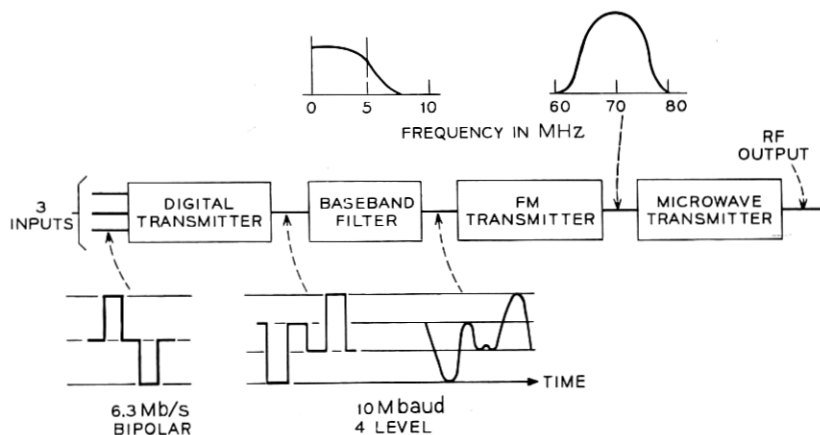 0 5 10
60 70 80
FREQUENCY IN MHz
RF
OUTPUT
3
INPUTS
DIGITAL
TRANSMITTER
BASEBAND
FILTER
FM
TRANSMITTER
MICROWAVE
TRANSMITTER
TIME
6.3 Mb/s
BIPOLAR
10 M baud
4 LEVEL